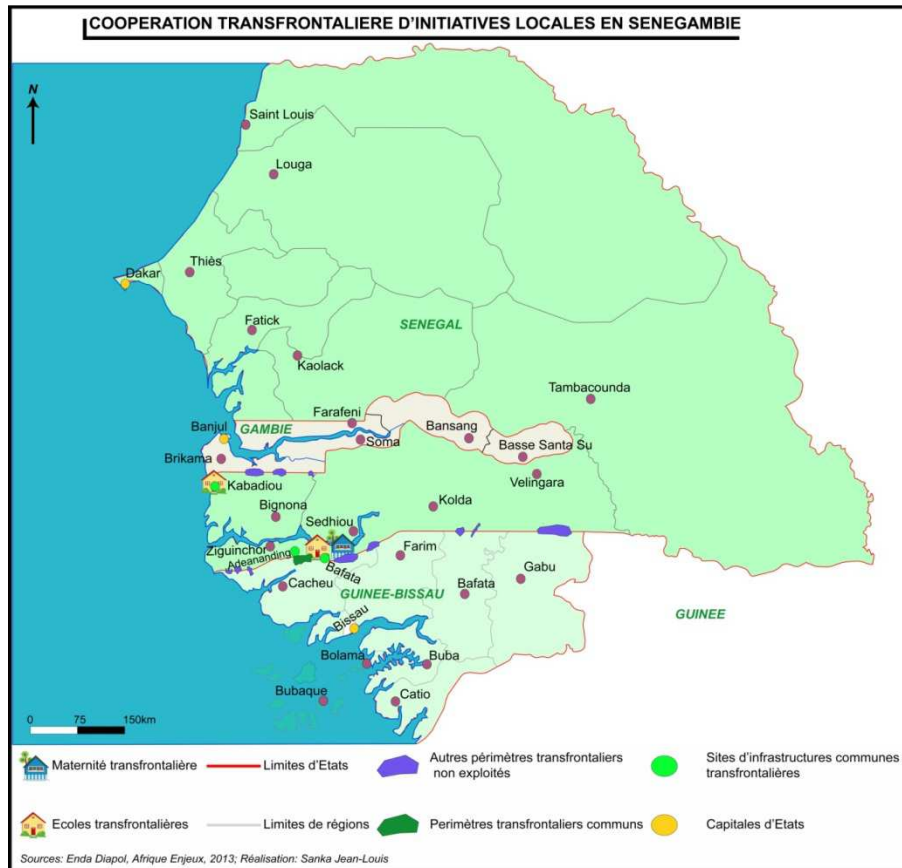 COOPERATION TRANSFRONTALIERE D'INITIATIVES LOCALES EN SENEGAMBIE
N
Saint Louis
Louga
Thiès
Dakar
Fatick
SENEGAL
Kaolack
Tambacounda
Farafeni
Banjul
GAMBIE
Bansang
Soma
Basse Santa Su
Brikama
Velingara
Kabadiou
Kolda
Bignona
Sedhiou
Ziguinchor
Farim
Adeananding
Bafata
Gabu
Cacheu
Bafata
GUINEE-BISSAU
GUINEE
Bissau
Bolama
Buba
Bubaque
Catio
0 75 150km
Maternité transfrontalière
Limites d'Etats
Autres périmètres transfrontaliers
non exploités
Sites d'infrastructures communes
transfrontalières
Ecoles transfrontalières
Limites de régions
Perimètres transfrontaliers communs
Capitales d'Etats
Sources: Enda Diapol, Afrique Enjeux, 2013; Réalisation: Sanka Jean-Louis